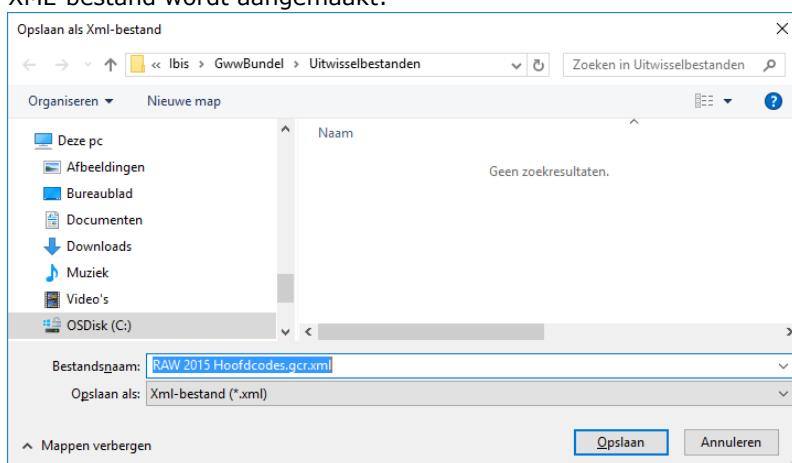 XML-bestand wordt aangemaakt:
Opslaan als Xml-bestand
« Ibis > GwwBundel > Uitwisselbestanden
Zoeken in Uitwisselbestanden
Organiseren
Nieuwe map
Deze pc
Afbeeldingen
Bureaublad
Documenten
Downloads
Muziek
Video's
OSDisk (C:)
Naam
Geen zoekresultaten.
Bestandsnaam: RAW 2015 Hoofdcodes.gcr.xml
Opslaan als: Xml-bestand (*.xml)
Mappen verbergen
Opslaan
Annuleren